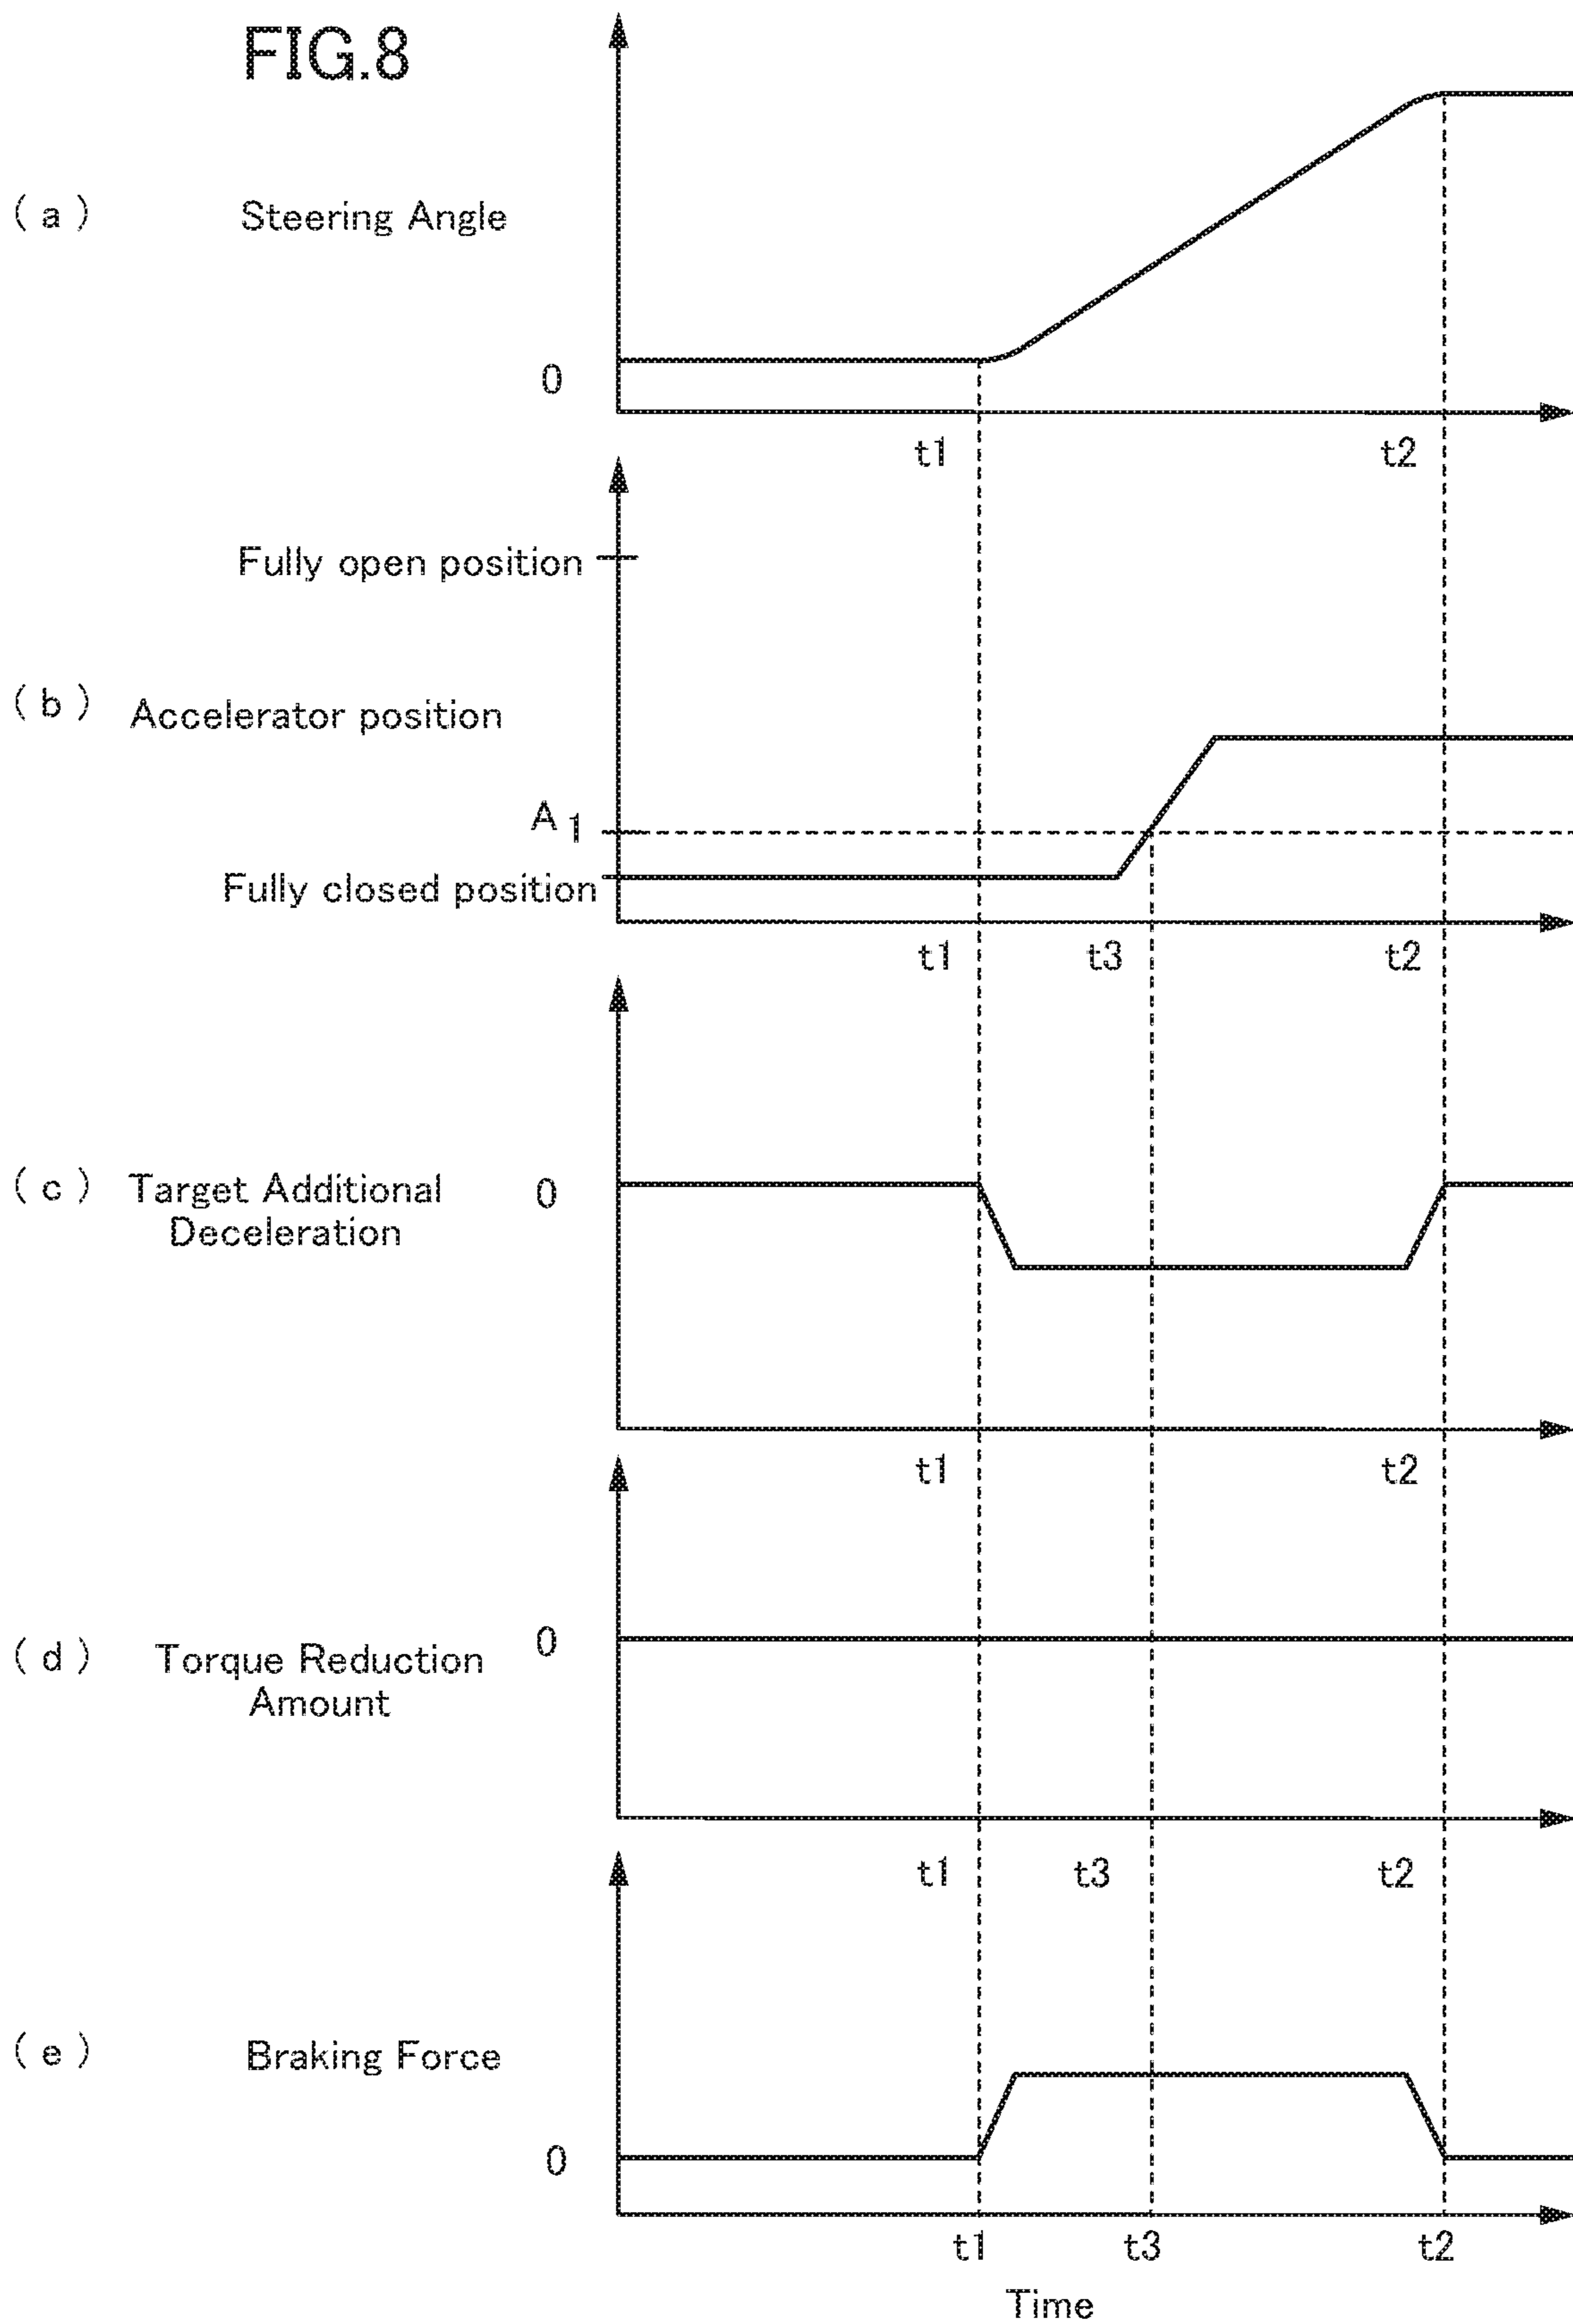 FIG.8
( a ) Steering Angle
0
t1 t2
Fully open position
( b ) Accelerator position
A1
Fully closed position
t1 t3 t2
( c ) Target Additional
Deceleration
0
t1 t2
( d ) Torque Reduction
Amount
0
t1 t3 t2
( e ) Braking Force
0
t1 t3 t2
Time